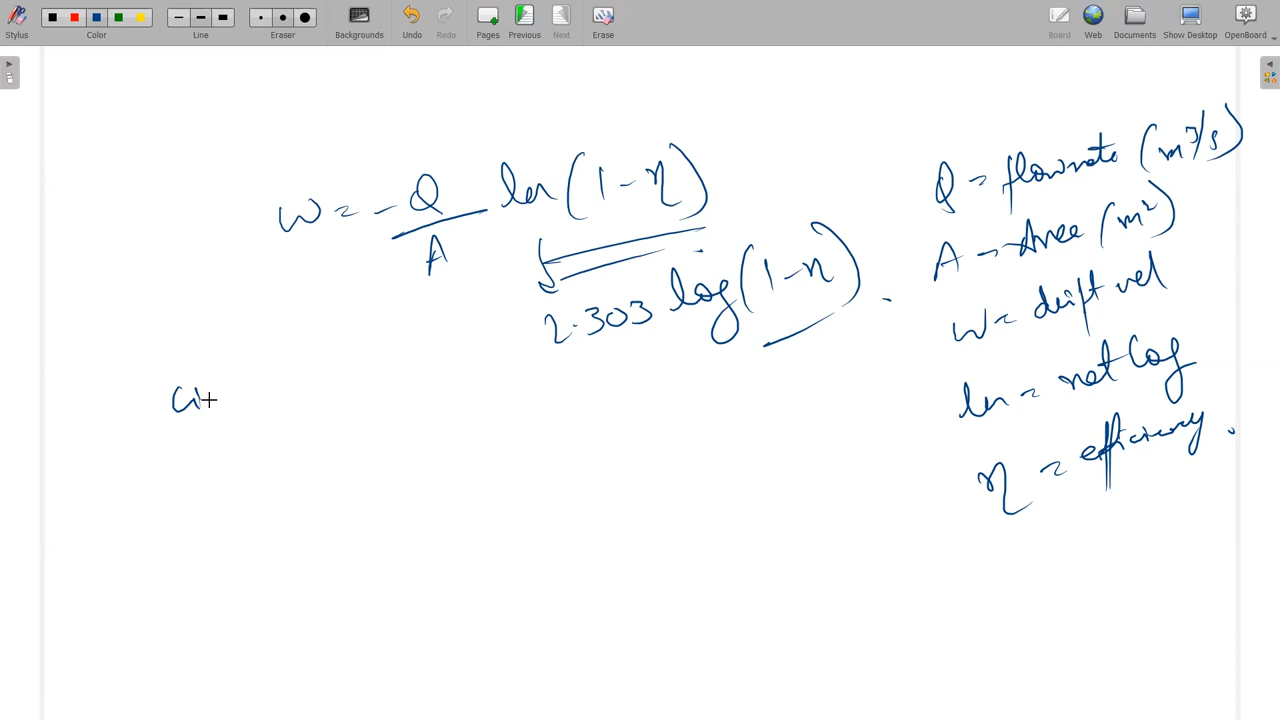 Stylus Color Line Eraser Backgrounds Undo Redo Pages Previous Next Erase Board Web Documents Show Desktop OpenBoard
W = - Q/A ln (1-η)
2.303 log (1-η).
Gi
Q = flowrate (m³/s)
A = Area (m²)
W = drift vel
ln = nat log
η = efficiency.